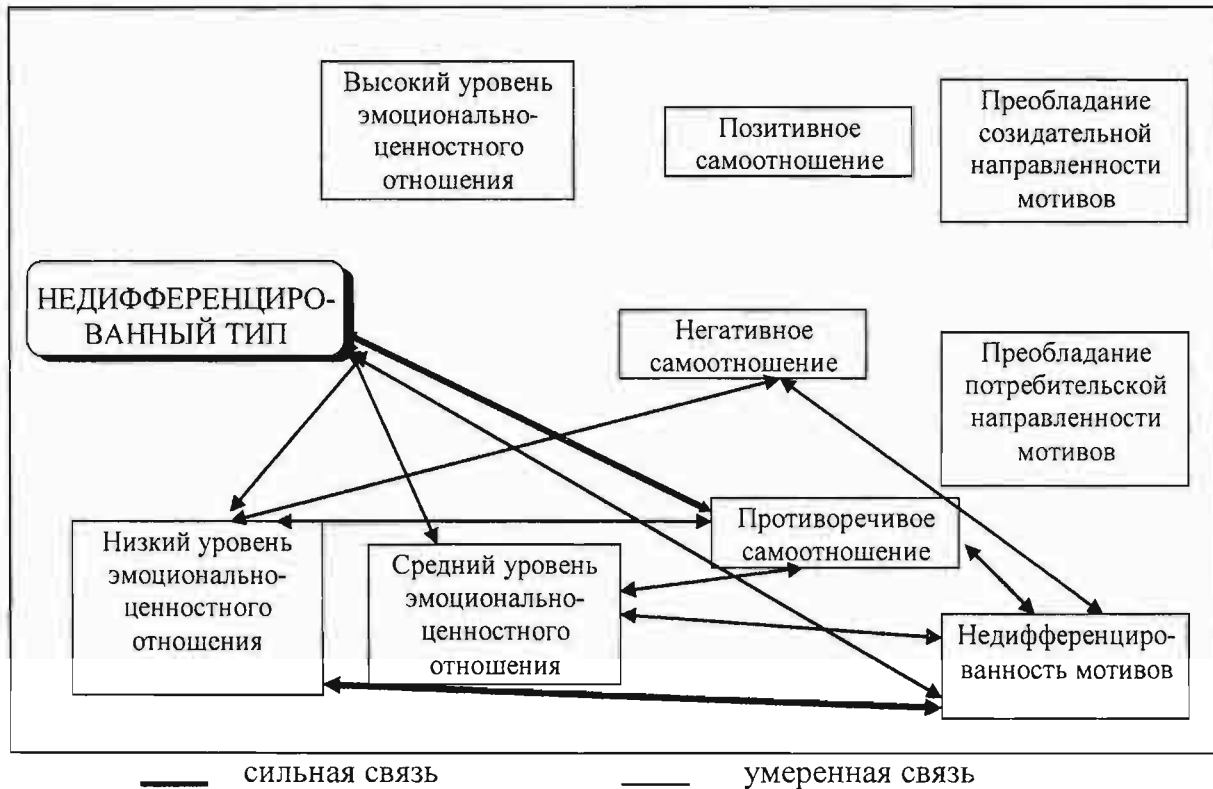 Высокий уровень
эмоционально-
ценностного
отношения
Позитивное
самоотношение
Преобладание
созидательной
направленности
мотивов
НЕДИФФЕРЕНЦИРО-
ВАННЫЙ ТИП
Негативное
самоотношение
Преобладание
потребительской
направленности
мотивов
Низкий уровень
эмоционально-
ценностного
отношения
Средний уровень
эмоционально-
ценностного
отношения
Противоречивое
самоотношение
Недифференциро-
ванность мотивов
сильная связь
умеренная связь